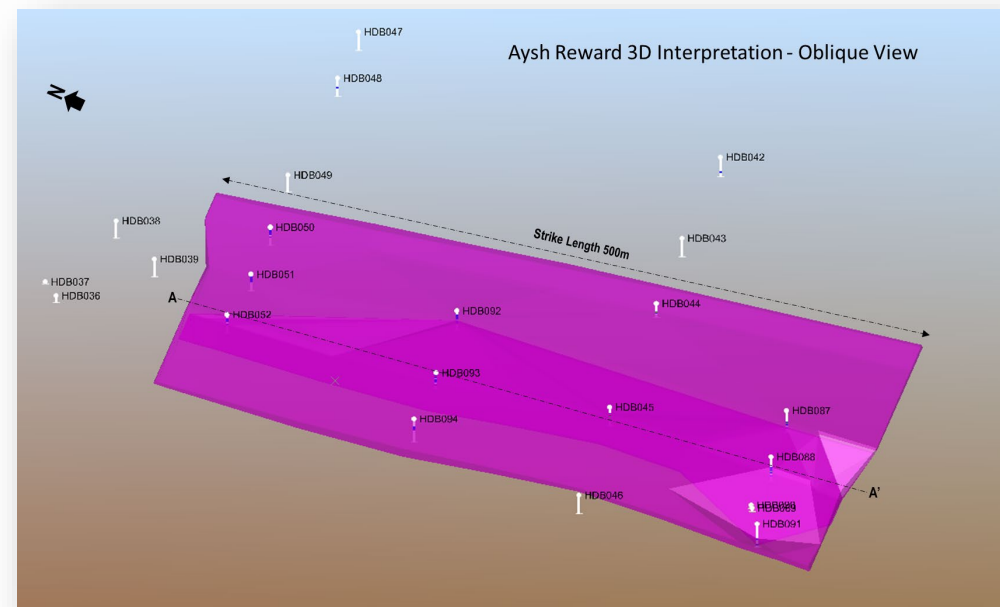 HDB047
Aysh Reward 3D Interpretation - Oblique View
HDB048
N
HDB042
HDB049
HDB038
HDB050
HDB043
Strike Length 500m
HDB039
HDB051
HDB037
HDB036
A
HDB044
HDB052
HDB092
HDB093
HDB045
HDB087
HDB094
HDB088
A'
HDB046
HDB091